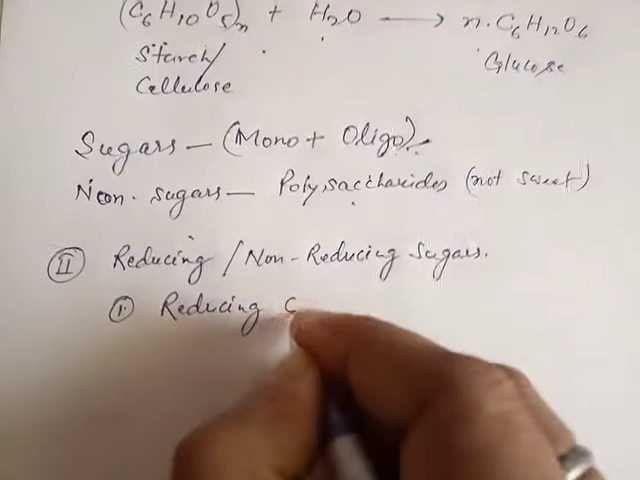 (C6H10O5)n + H2O ⟶ n.C6H12O6
Starch/ Glucose
Cellulose
Sugars — (Mono + Oligo).
Non-sugars — Polysaccharides (not sweet)
II Reducing / Non-Reducing Sugars.
1. Reducing